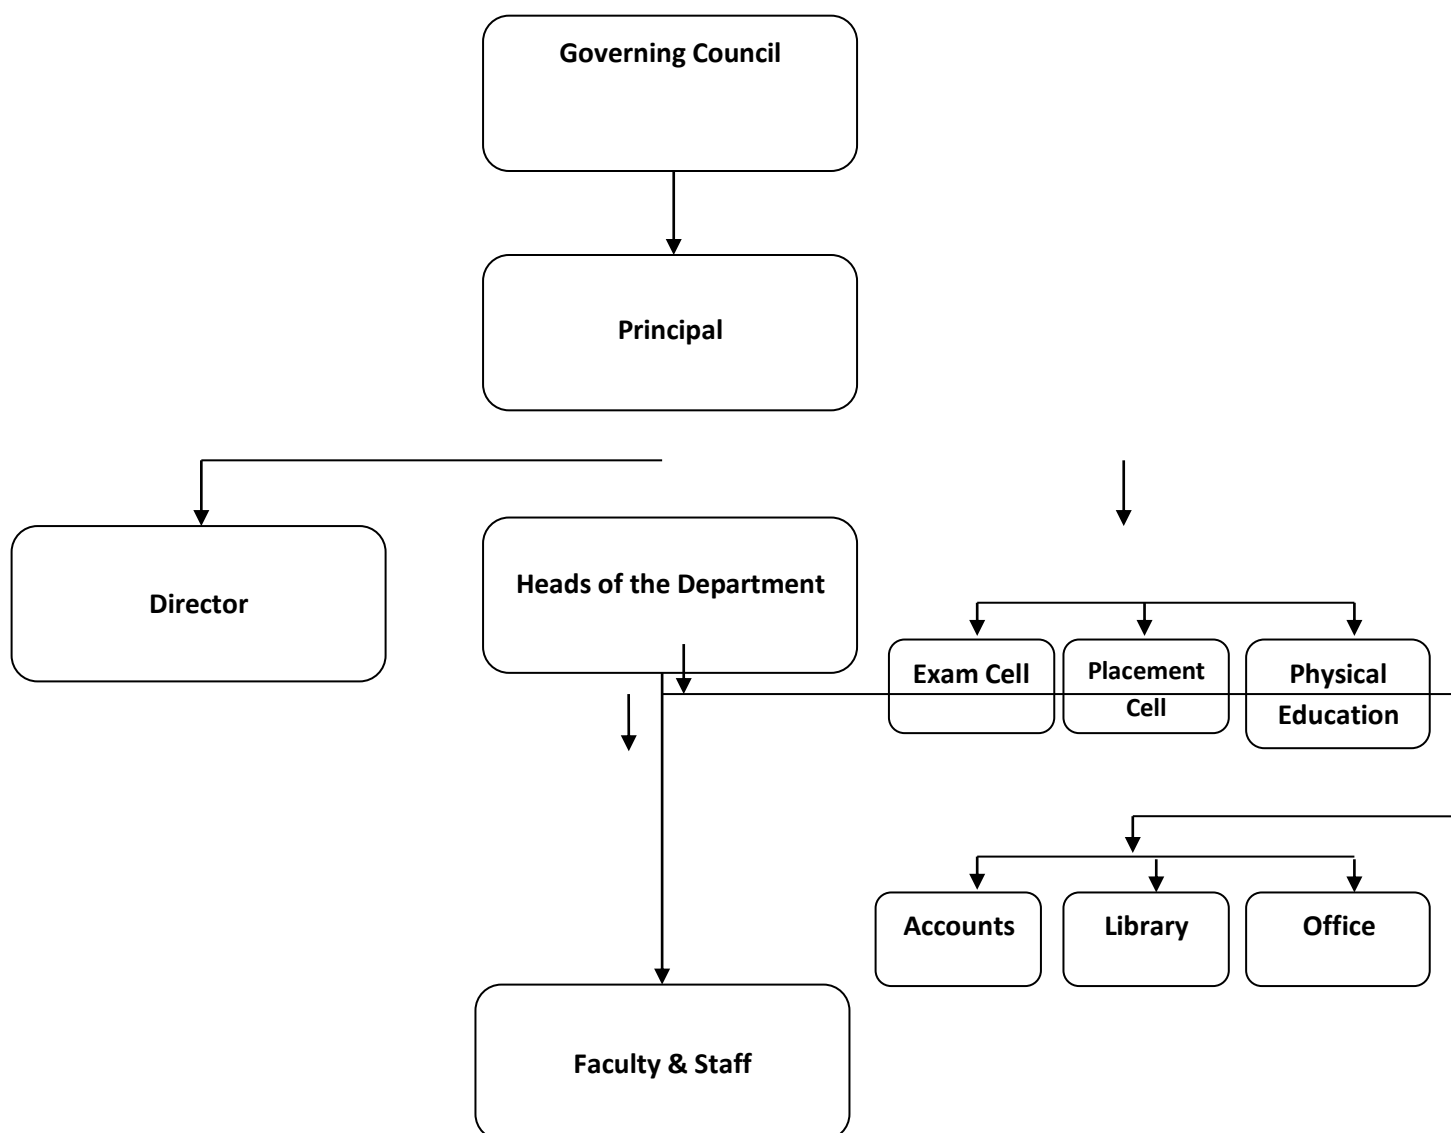 Governing Council
Principal
Director
Heads of the Department
Exam Cell
Placement
Cell
Physical
Education
Accounts
Library
Office
Faculty & Staff